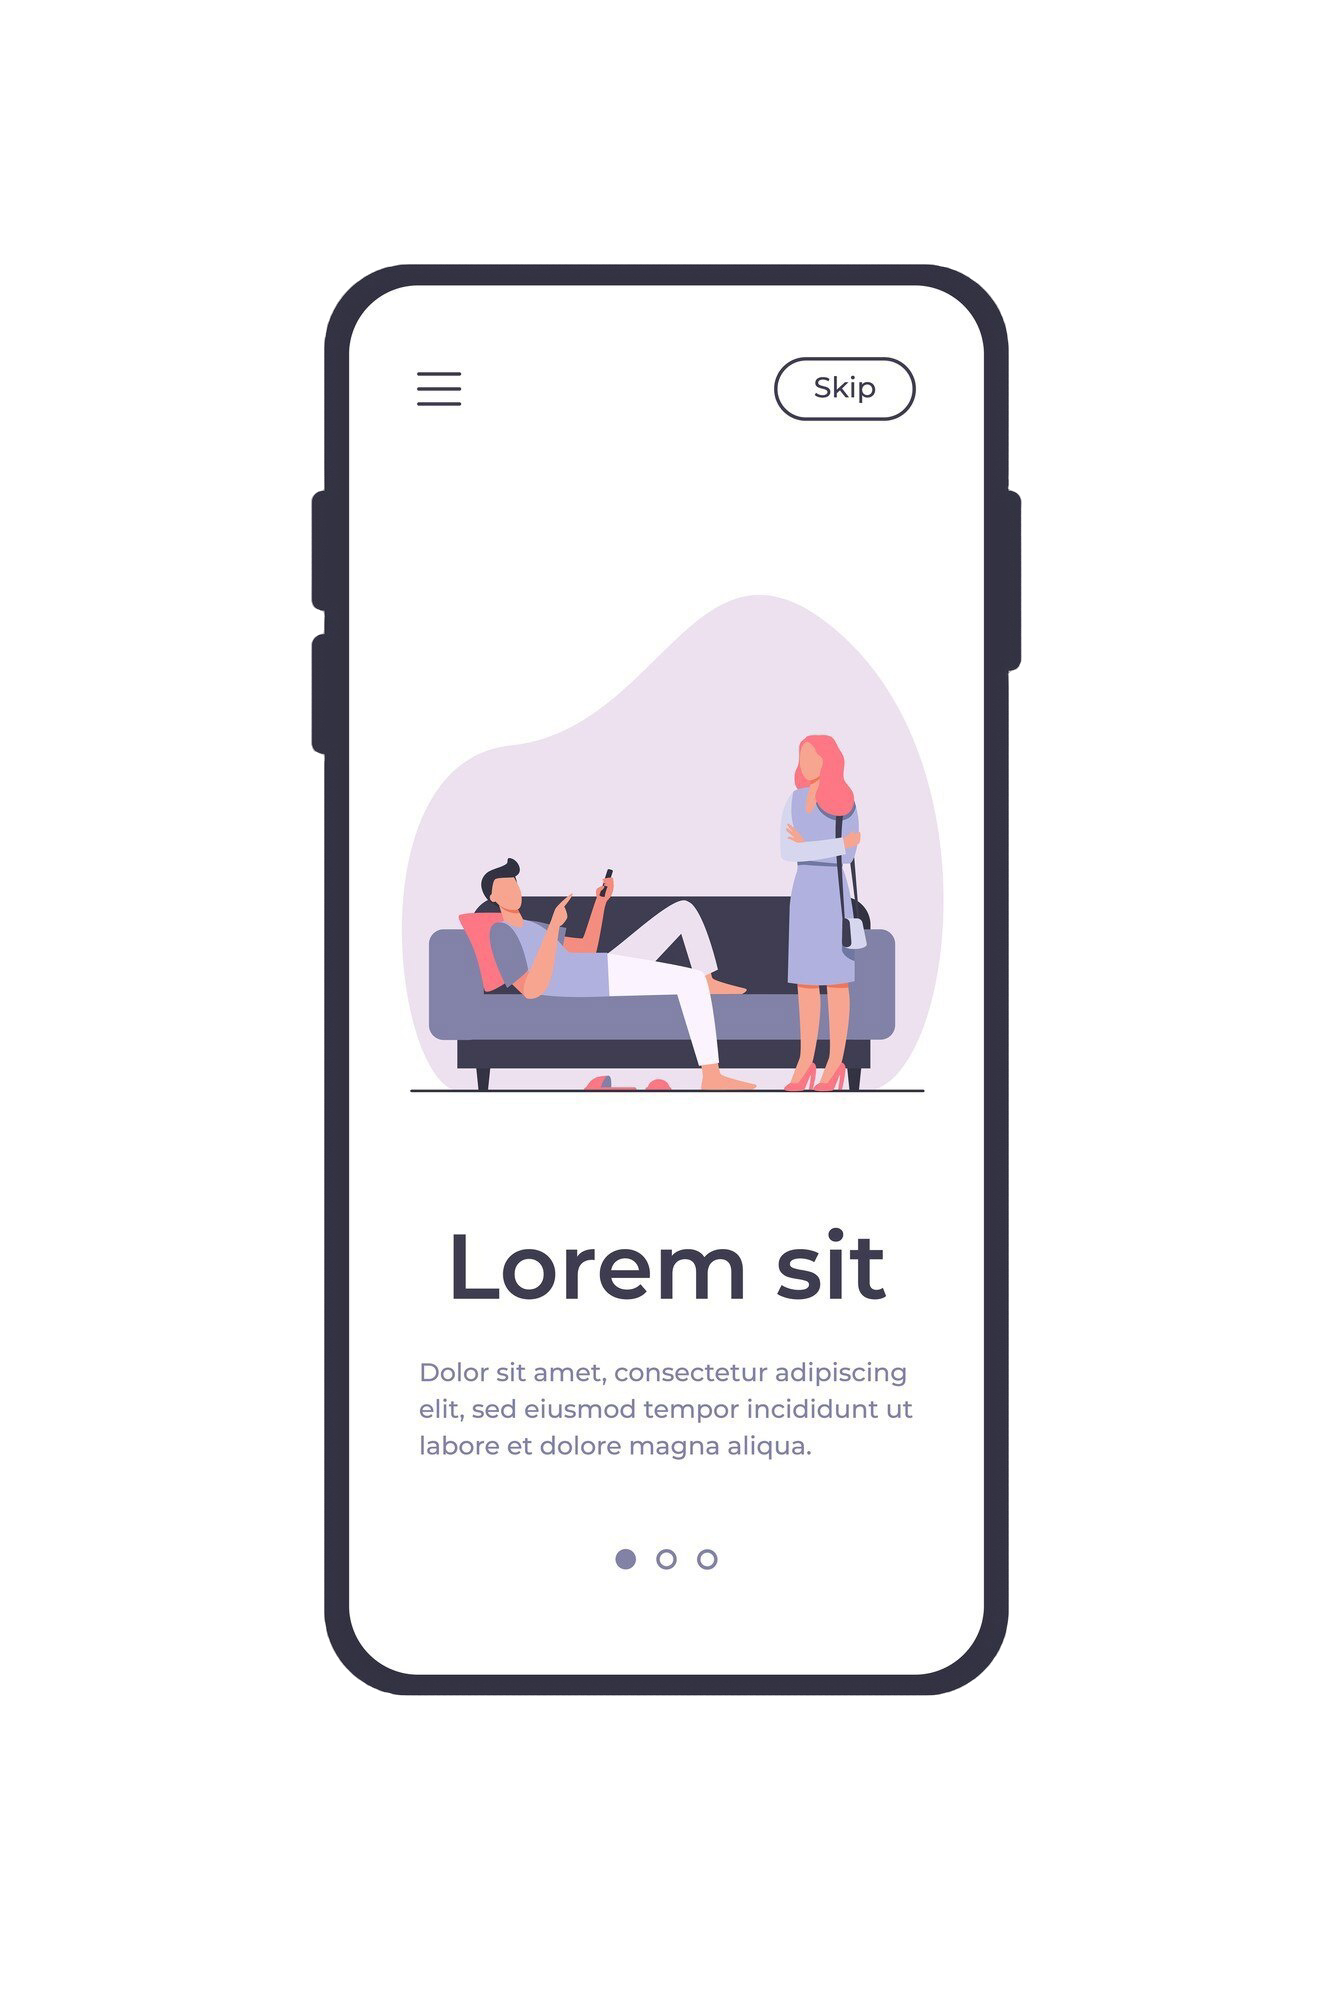 Skip
Lorem sit
Dolor sit amet, consectetur adipiscing
elit, sed eiusmod tempor incididunt ut
labore et dolore magna aliqua.